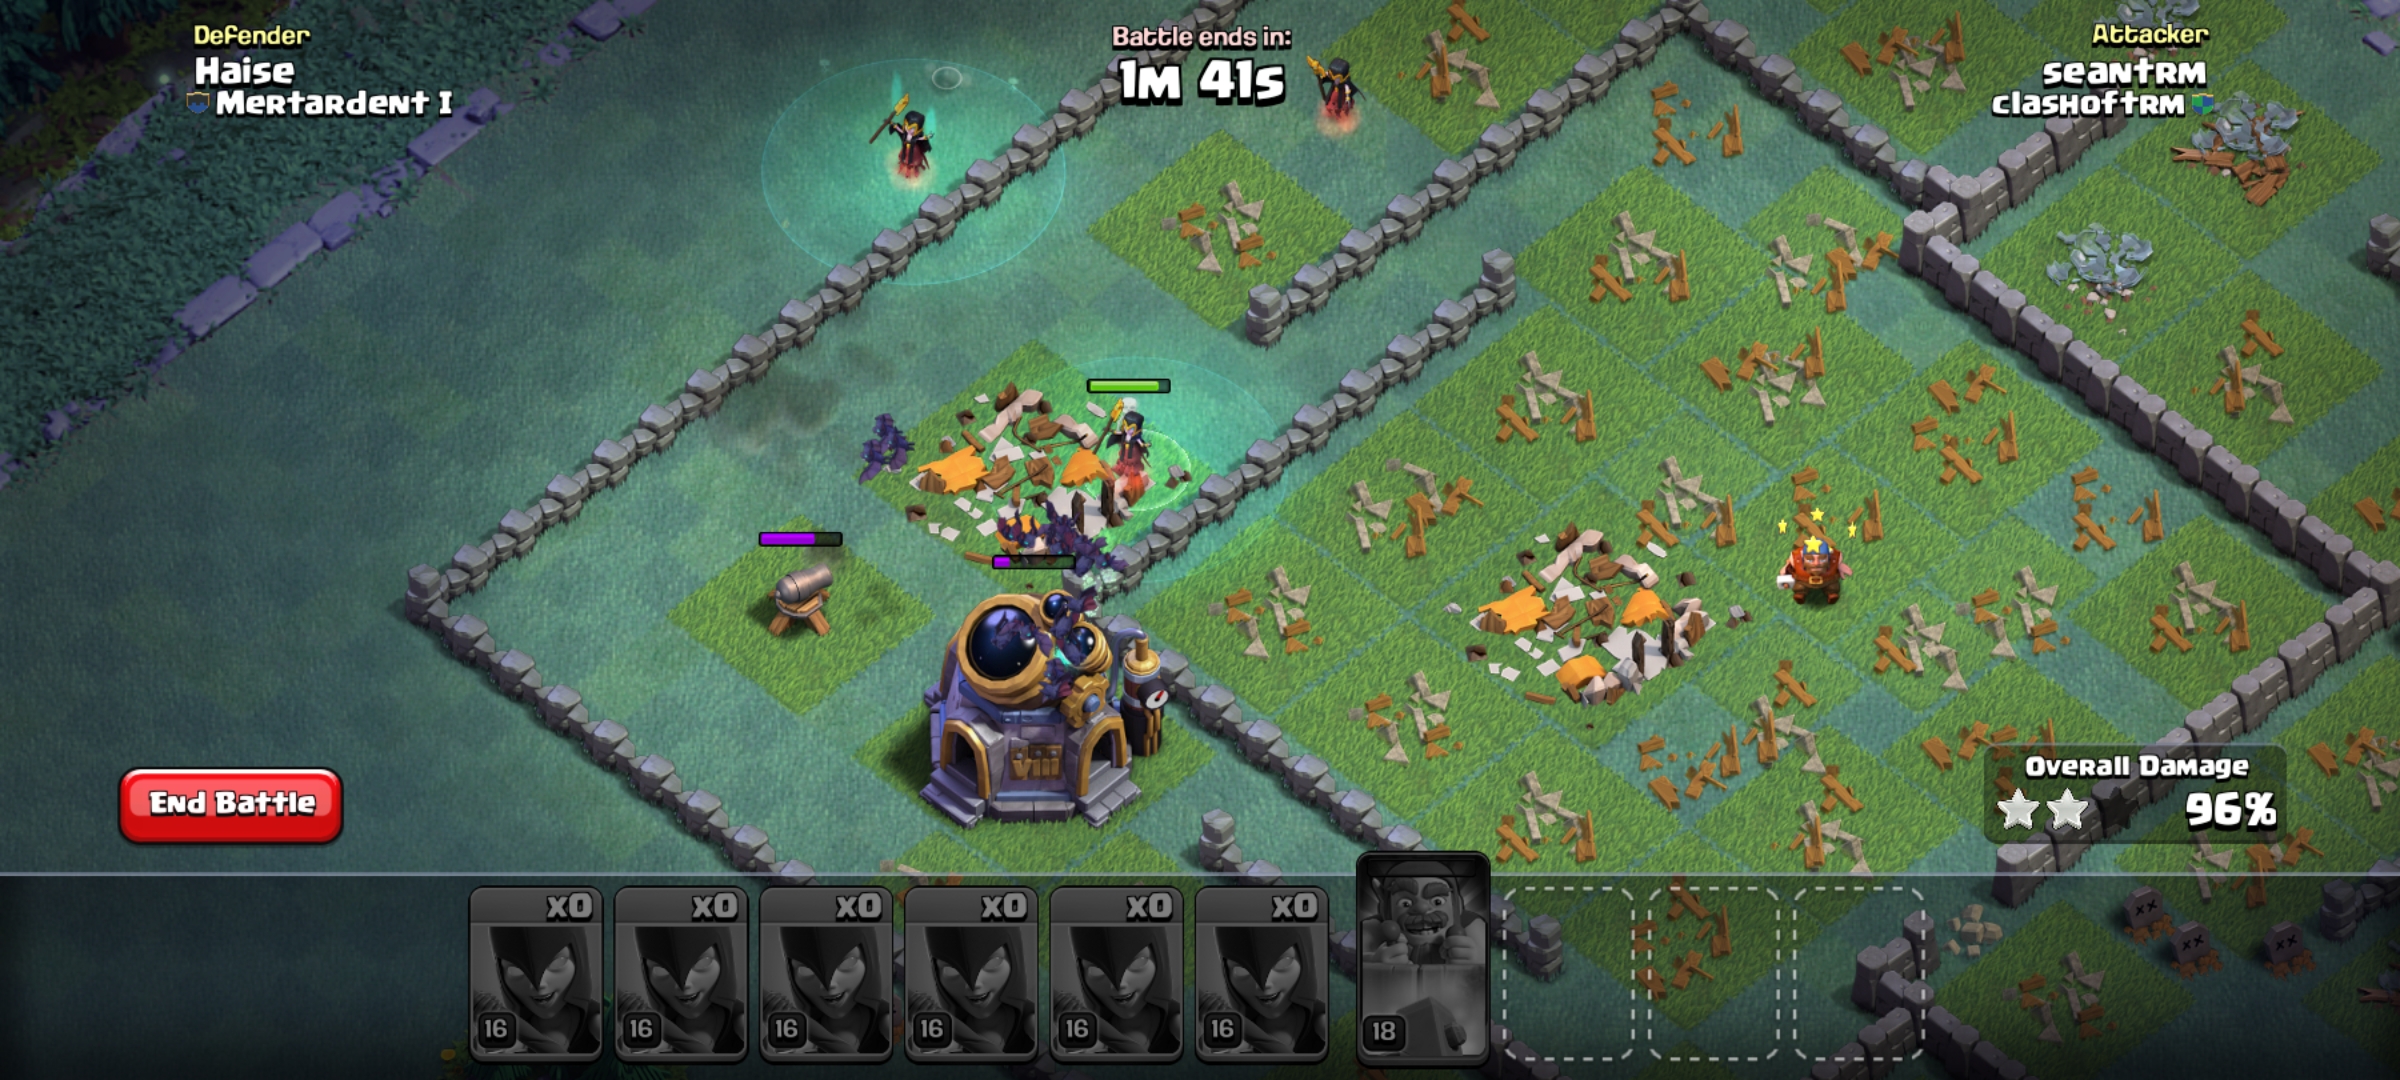 Defender
Haise
Mertardent I
Battle ends in:
1M 41s
Attacker
seantrm
clashoftrm
VIII
End Battle
Overall Damage
96%
x0
x0
x0
x0
x0
x0
16
16
16
16
16
16
18